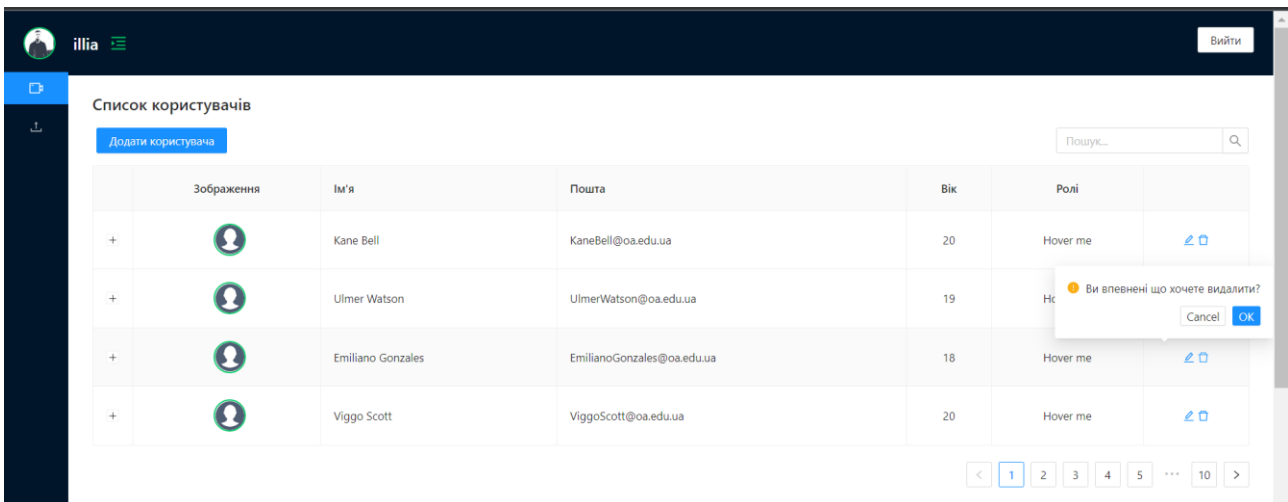 illia
Вийти
Список користувачів
Додати користувача
Пошук...
Зображення Ім'я Пошта Вік Ролі
+ Kane Bell KaneBell@oa.edu.ua 20 Hover me
+ Ulmer Watson UlmerWatson@oa.edu.ua 19 Ho
Ви впевнені що хочете видалити?
Cancel OK
+ Emiliano Gonzales EmilianoGonzales@oa.edu.ua 18 Hover me
+ Viggo Scott ViggoScott@oa.edu.ua 20 Hover me
< 1 2 3 4 5 ••• 10 >